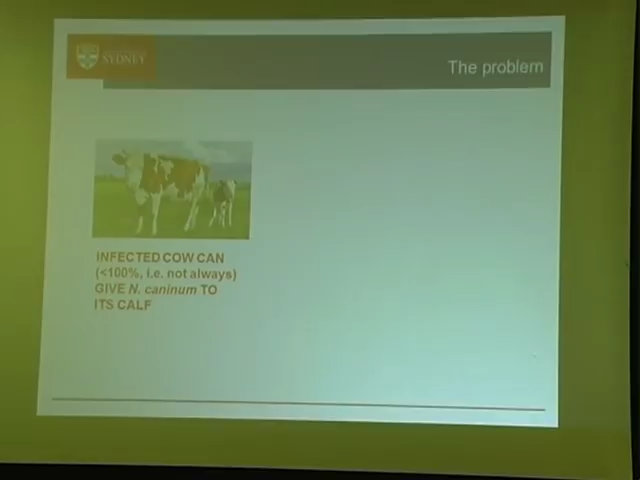 SYDNEY
The problem
INFECTED COW CAN
(<100%, i.e. not always)
GIVE N. caninum TO
ITS CALF